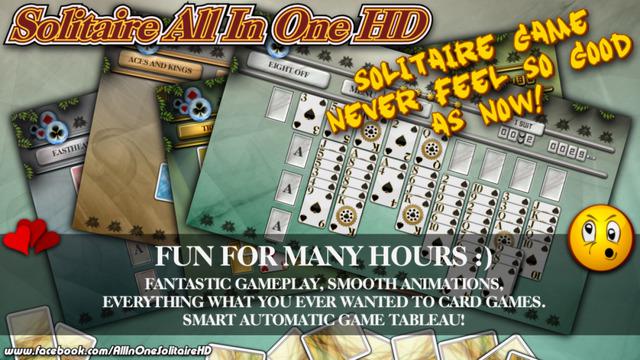 Solitaire All In One HD
SOLITAIRE GAME
NEVER FEEL SO GOOD
AS NOW!
ACES AND KINGS
EIGHT OFF
1 SUIT
FUN FOR MANY HOURS :)
FANTASTIC GAMEPLAY, SMOOTH ANIMATIONS,
EVERYTHING WHAT YOU EVER WANTED TO CARD GAMES.
SMART AUTOMATIC GAME TABLEAU!
www.facebook.com/AllInOneSolitaireHD